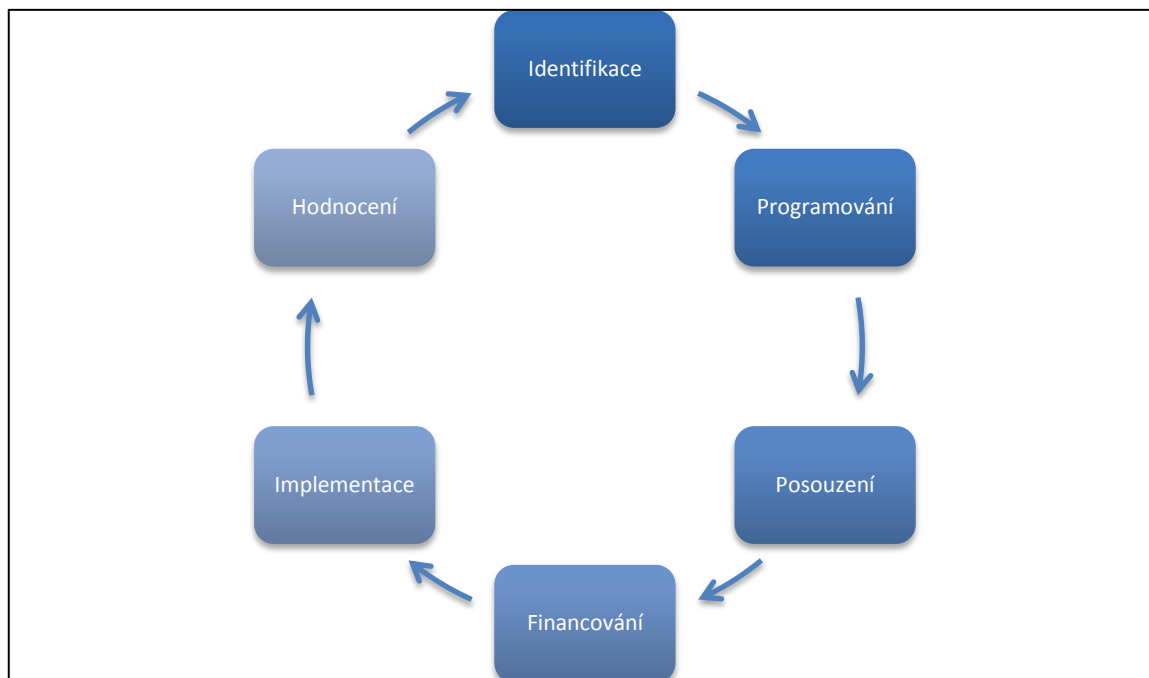 Identifikace
Programování
Posouzení
Financování
Implementace
Hodnocení